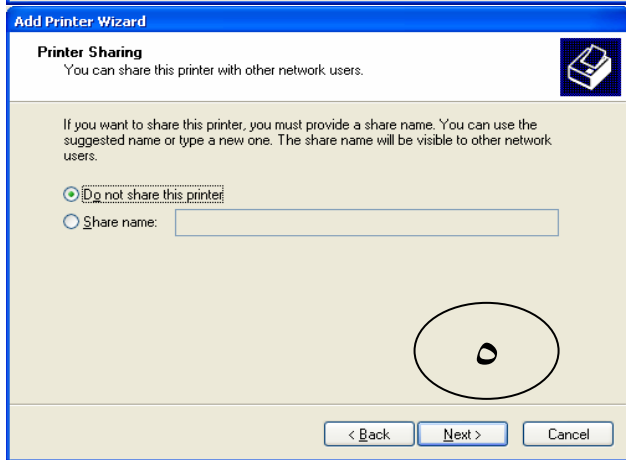 Add Printer Wizard
Printer Sharing
You can share this printer with other network users.
If you want to share this printer, you must provide a share name. You can use the
suggested name or type a new one. The share name will be visible to other network
users.
Do not share this printer
Share name:
٥
< Back Next > Cancel